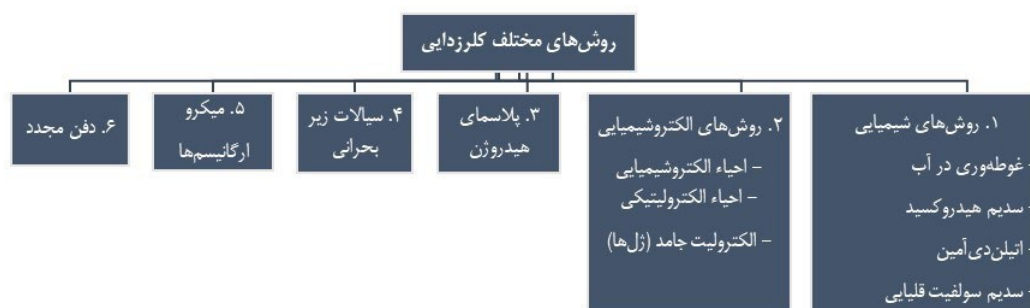 روش‌های مختلف کلرزدایی
۱. روش‌های شیمیایی
- غوطه‌وری در آب
- سدیم هیدروکسید
- اتیلن‌دی‌آمین
- سدیم سولفیت قلیایی
۲. روش‌های الکتروشیمیایی
- احیاء الکتروشیمیایی
- احیاء الکترولیتیکی
- الکترولیت جامد (ژل‌ها)
۳. پلاسمای
هیدروژن
۴. سیالات زیر
بحرانی
۵. میکرو
ارگانیسم‌ها
۶. دفن مجدد